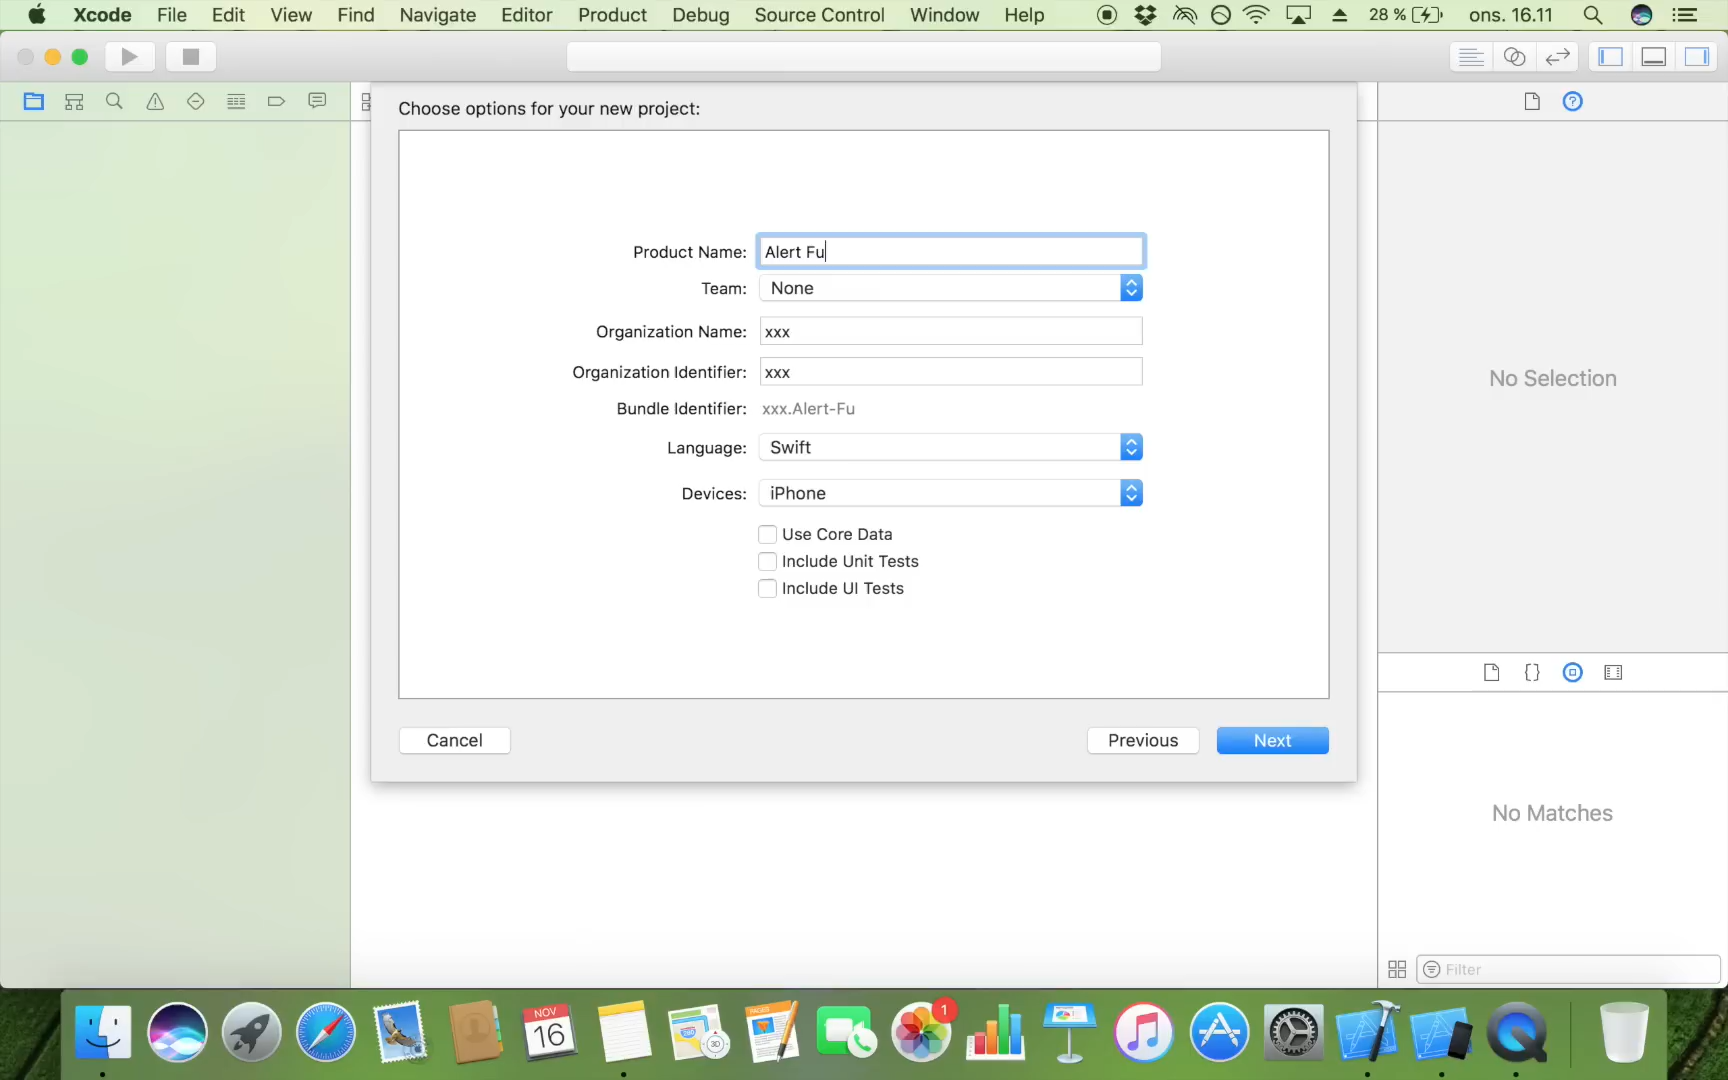 Xcode File Edit View Find Navigate Editor Product Debug Source Control Window Help 28 % ons. 16.11
Choose options for your new project:
Product Name: Alert Fu
Team: None
Organization Name: xxx
Organization Identifier: xxx
Bundle Identifier: xxx.Alert-Fu
Language: Swift
Devices: iPhone
Use Core Data
Include Unit Tests
Include UI Tests
Cancel Previous Next
No Selection
No Matches
Filter
NOV
16
PAGES
1